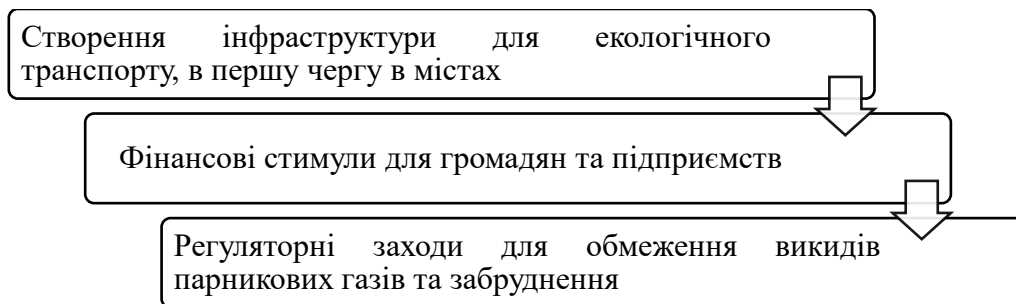 Створення інфраструктури для екологічного
транспорту, в першу чергу в містах
Фінансові стимули для громадян та підприємств
Регуляторні заходи для обмеження викидів
парникових газів та забруднення